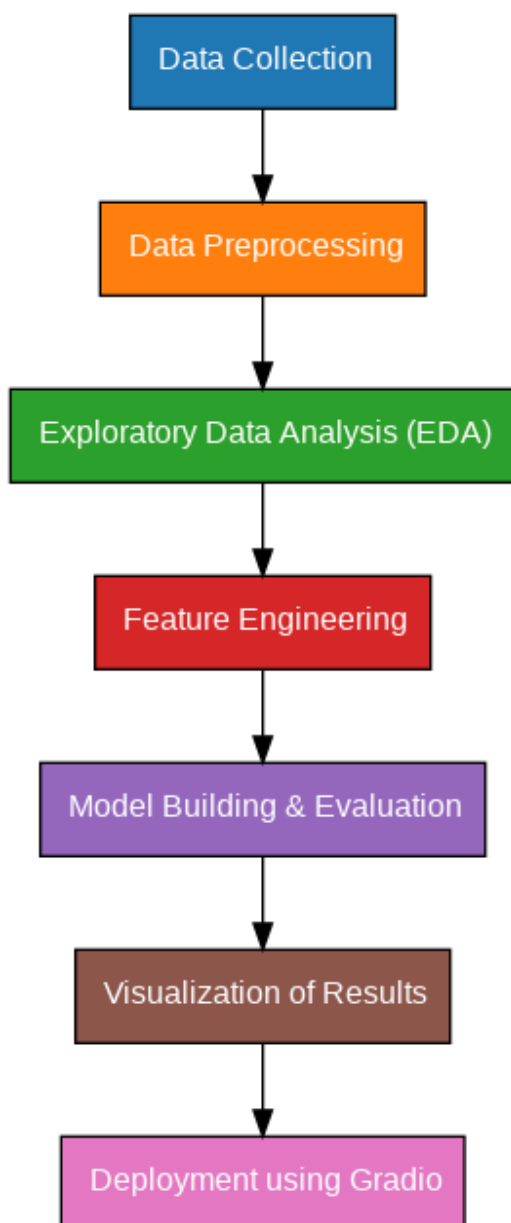 Data Collection
Data Preprocessing
Exploratory Data Analysis (EDA)
Feature Engineering
Model Building & Evaluation
Visualization of Results
Deployment using Gradio